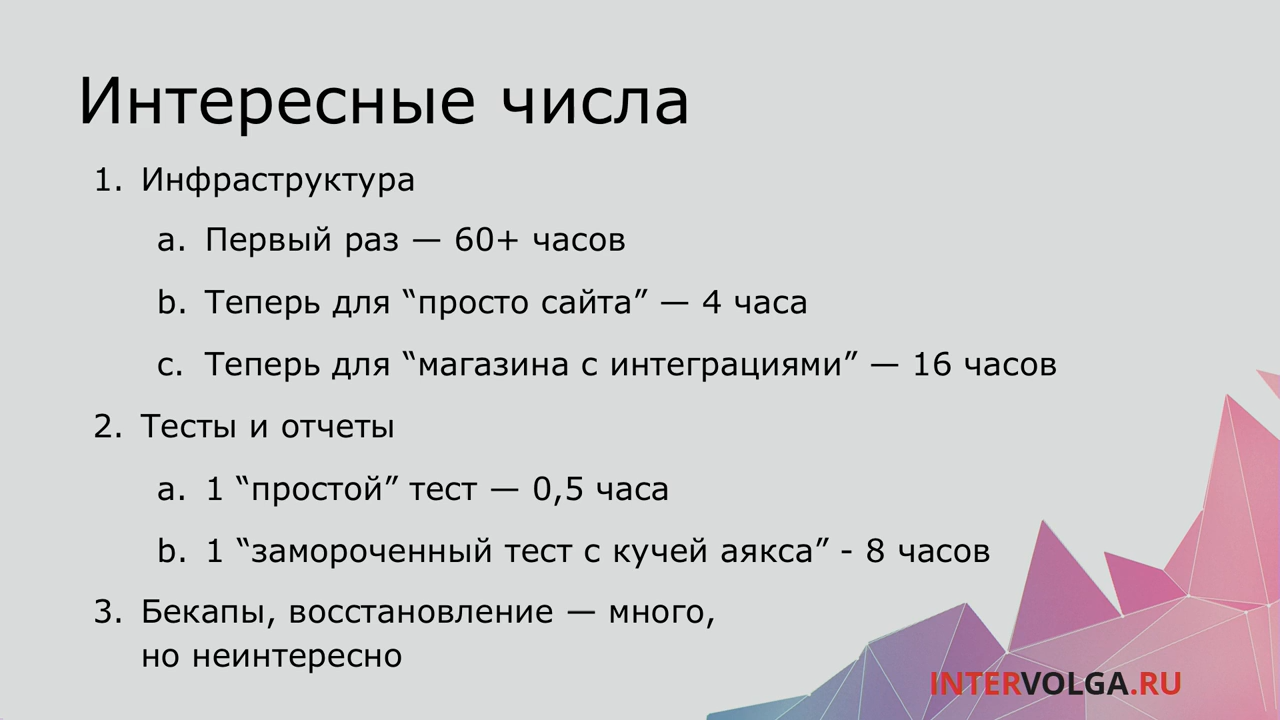 Интересные числа
1. Инфраструктура
a. Первый раз — 60+ часов
b. Теперь для “просто сайта” — 4 часа
c. Теперь для “магазина с интеграциями” — 16 часов
2. Тесты и отчеты
a. 1 “простой” тест — 0,5 часа
b. 1 “замороченный тест с кучей аякса” - 8 часов
3. Бекапы, восстановление — много,
но неинтересно
INTERVOLGA.RU